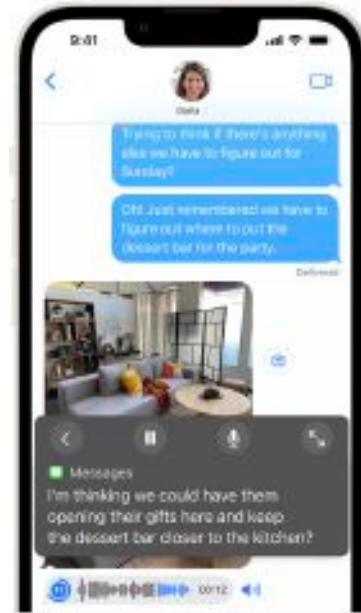 9:41
Trying to think if there's anything
else we have to figure out for
Sunday?
Oh! Just remembered we have to
figure out where to put the
dessert bar for the party.
Delivered
Messages
I'm thinking we could have them
opening their gifts here and keep
the dessert bar closer to the kitchen?
00:12